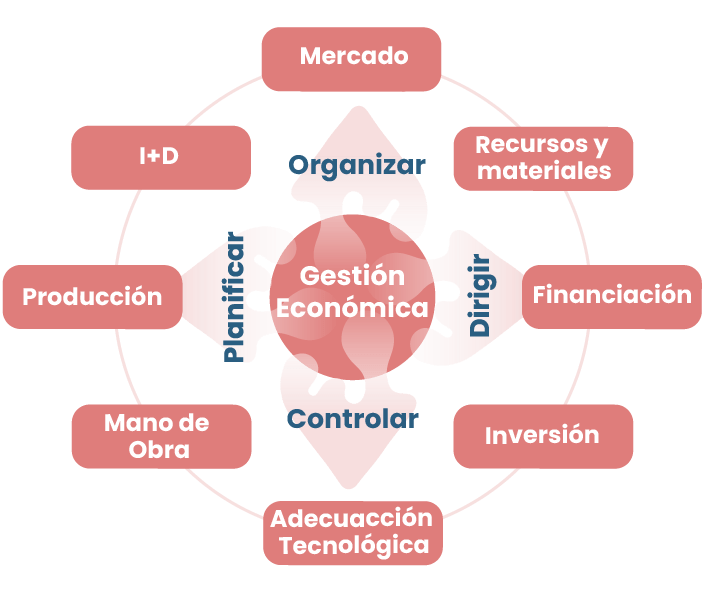 Mercado
I+D
Organizar
Recursos y
materiales
Producción
Planificar
Gestión
Económica
Dirigir
Financiación
Mano de
Obra
Controlar
Inversión
Adecuacción
Tecnológica